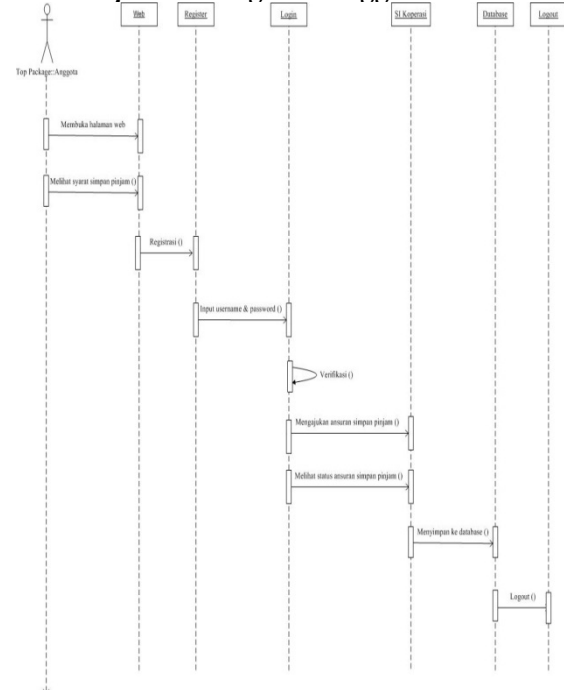 Web Register Login SI Koperasi Database Logout
Top Package::Anggota
Membuka halaman web
Melihat syarat simpan pinjam ()
Registrasi ()
Input username & password ()
Verifikasi ()
Mengajukan ansuran simpan pinjam ()
Melihat status ansuran simpan pinjam ()
Menyimpan ke database ()
Logout ()